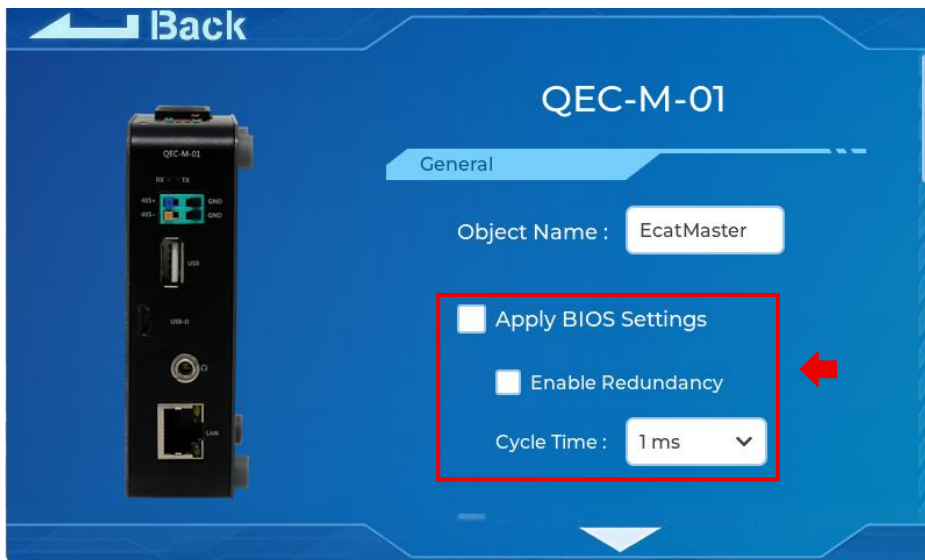 Back
QEC-M-01
General
Object Name :
EcatMaster
Apply BIOS Settings
Enable Redundancy
Cycle Time :
1 ms
QEC-M-01
RX
TX
485+
GND
485-
GND
USB
USB-D
LAN